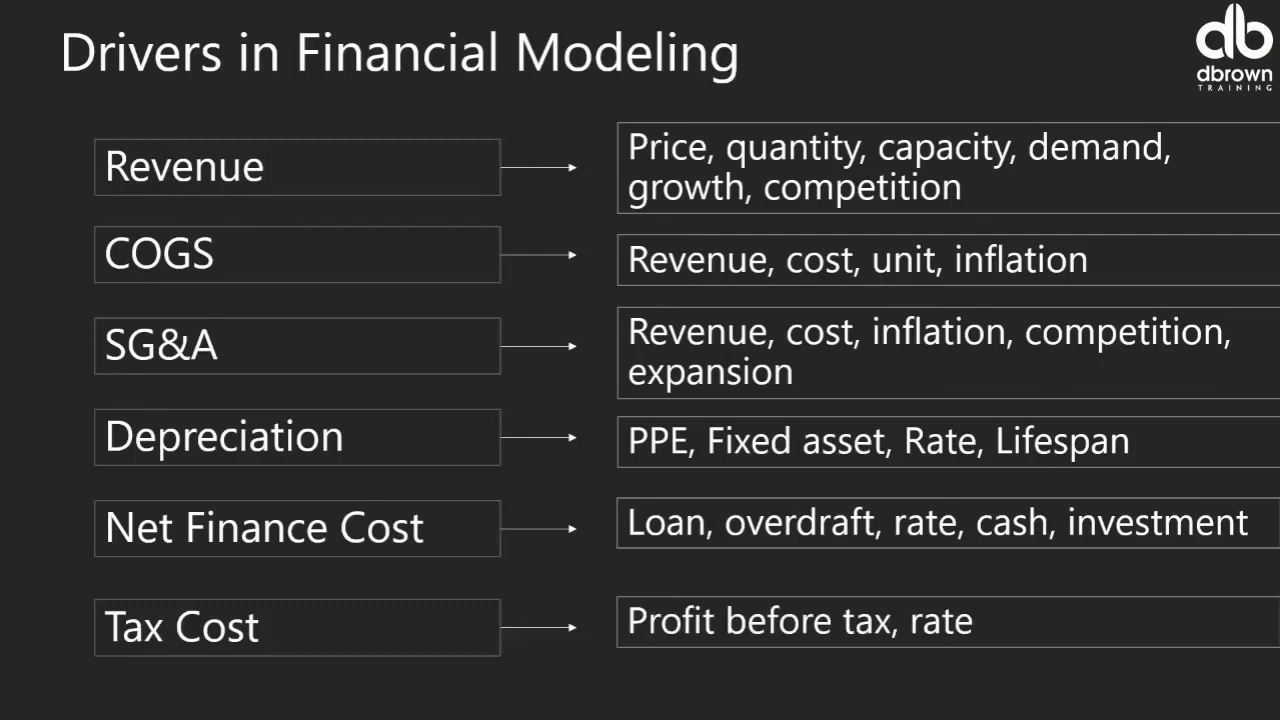 Drivers in Financial Modeling
db
dbrown
TRAINING
Revenue
Price, quantity, capacity, demand,
growth, competition
COGS
Revenue, cost, unit, inflation
SG&A
Revenue, cost, inflation, competition,
expansion
Depreciation
PPE, Fixed asset, Rate, Lifespan
Net Finance Cost
Loan, overdraft, rate, cash, investment
Tax Cost
Profit before tax, rate